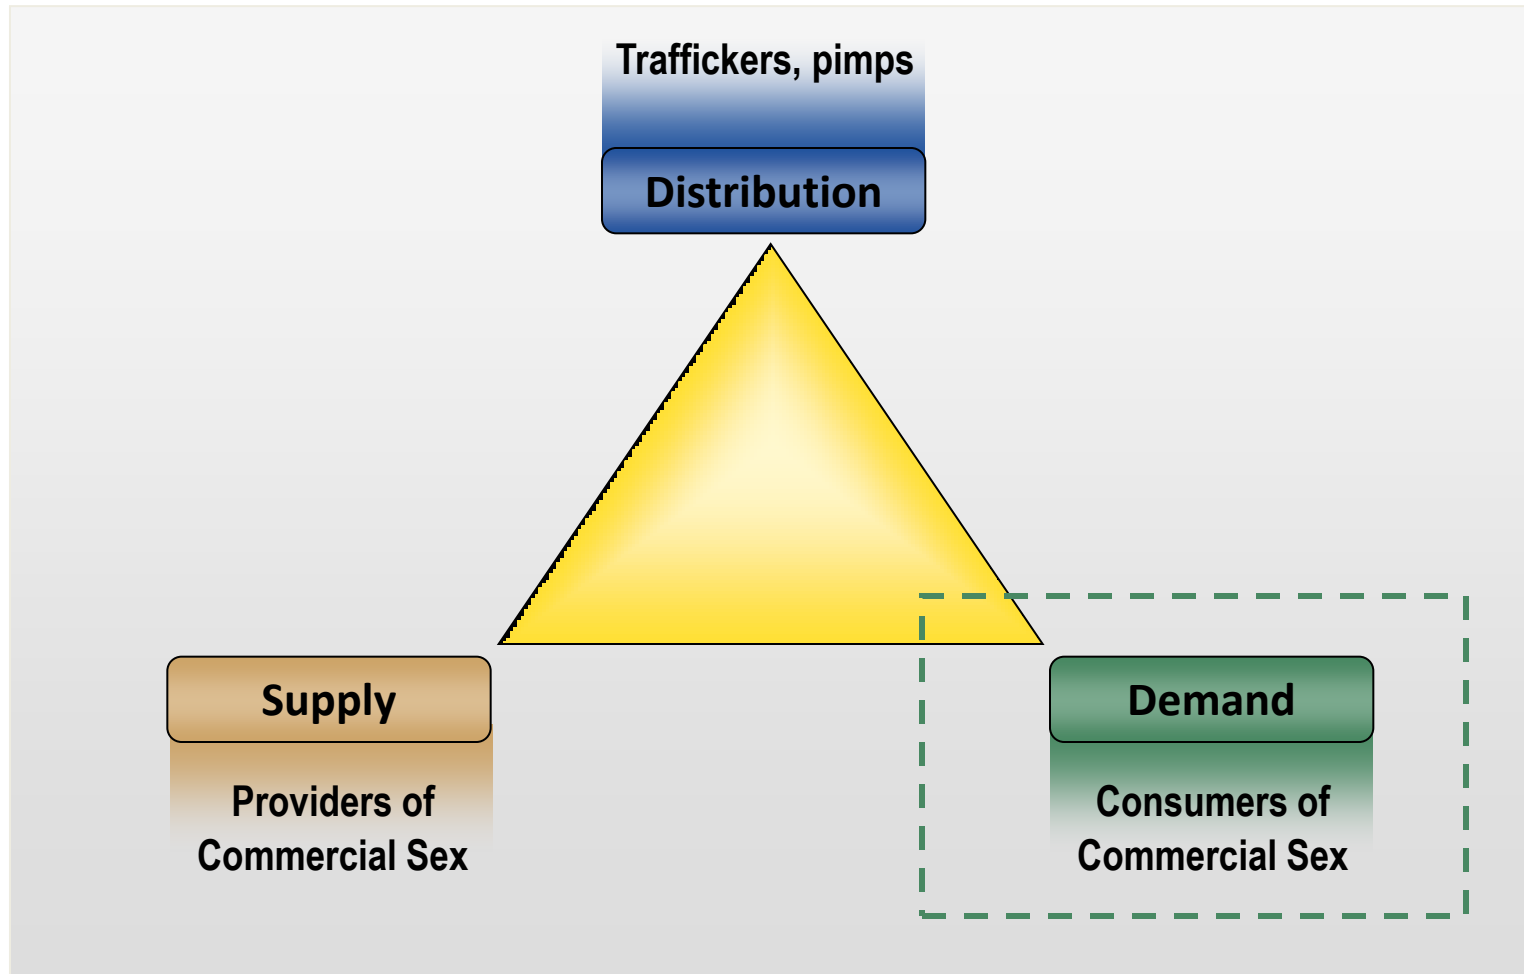 Traffickers, pimps
Distribution
Supply
Providers of
Commercial Sex
Demand
Consumers of
Commercial Sex